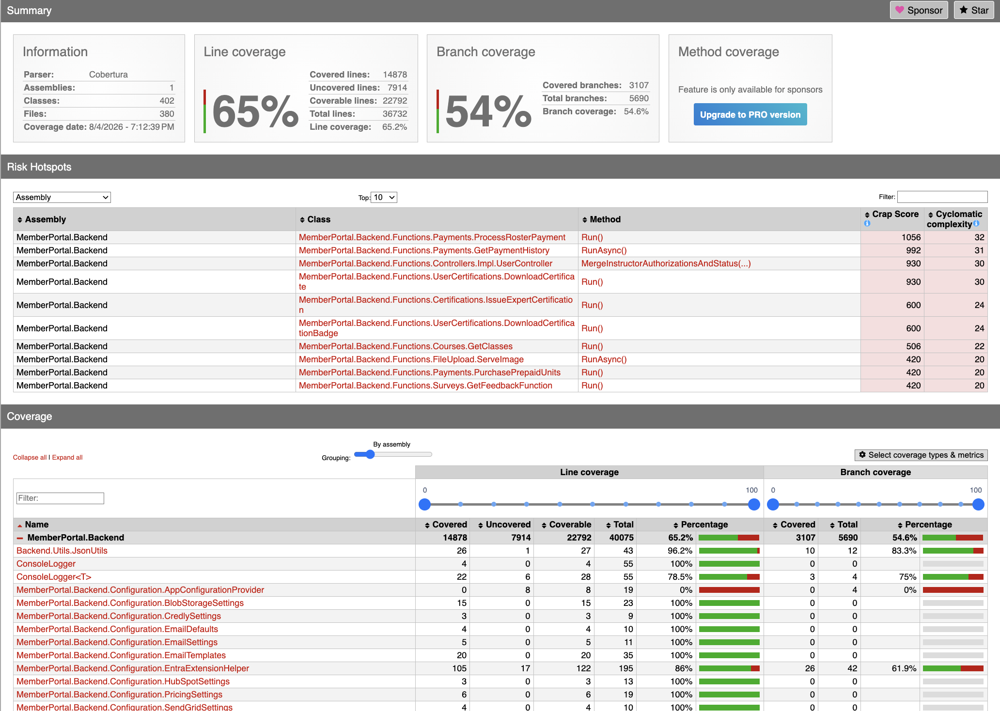 Summary
Sponsor
Star
Information
Parser: Cobertura
Assemblies: 1
Classes: 402
Files: 380
Coverage date: 8/4/2026 - 7:12:39 PM
Line coverage
65%
Covered lines: 14878
Uncovered lines: 7914
Coverable lines: 22792
Total lines: 36732
Line coverage: 65.2%
Branch coverage
54%
Covered branches: 3107
Total branches: 5690
Branch coverage: 54.6%
Method coverage
Feature is only available for sponsors
Upgrade to PRO version
Risk Hotspots
Assembly
Top: 10
Filter:
Assembly Class Method Crap Score Cyclomatic complexity
MemberPortal.Backend MemberPortal.Backend.Functions.Payments.ProcessRosterPayment Run() 1056 32
MemberPortal.Backend MemberPortal.Backend.Functions.Payments.GetPaymentHistory RunAsync() 992 31
MemberPortal.Backend MemberPortal.Backend.Functions.Controllers.Impl.UserController MergeInstructorAuthorizationsAndStatus(...) 930 30
MemberPortal.Backend MemberPortal.Backend.Functions.UserCertifications.DownloadCertificate Run() 930 30
MemberPortal.Backend MemberPortal.Backend.Functions.Certifications.IssueExpertCertification Run() 600 24
MemberPortal.Backend MemberPortal.Backend.Functions.UserCertifications.DownloadCertificationBadge Run() 600 24
MemberPortal.Backend MemberPortal.Backend.Functions.Courses.GetClasses Run() 506 22
MemberPortal.Backend MemberPortal.Backend.Functions.FileUpload.ServeImage RunAsync() 420 20
MemberPortal.Backend MemberPortal.Backend.Functions.Payments.PurchasePrepaidUnits Run() 420 20
MemberPortal.Backend MemberPortal.Backend.Functions.Surveys.GetFeedbackFunction Run() 420 20
Coverage
Collapse all | Expand all
By assembly
Grouping:
Select coverage types & metrics
Line coverage Branch coverage
Filter:
0 100 0 100
Name Covered Uncovered Coverable Total Percentage Covered Total Percentage
MemberPortal.Backend 14878 7914 22792 40075 65.2% 3107 5690 54.6%
Backend.Utils.JsonUtils 26 1 27 43 96.2% 10 12 83.3%
ConsoleLogger 4 0 4 55 100% 0 0
ConsoleLogger<T> 22 6 28 55 78.5% 3 4 75%
MemberPortal.Backend.Configuration.AppConfigurationProvider 0 8 8 19 0% 0 4 0%
MemberPortal.Backend.Configuration.BlobStorageSettings 15 0 15 23 100% 0 0
MemberPortal.Backend.Configuration.CredlySettings 3 0 3 9 100% 0 0
MemberPortal.Backend.Configuration.EmailDefaults 4 0 4 10 100% 0 0
MemberPortal.Backend.Configuration.EmailSettings 5 0 5 11 100% 0 0
MemberPortal.Backend.Configuration.EmailTemplates 20 0 20 35 100% 0 0
MemberPortal.Backend.Configuration.EntraExtensionHelper 105 17 122 195 86% 26 42 61.9%
MemberPortal.Backend.Configuration.HubSpotSettings 3 0 3 13 100% 0 0
MemberPortal.Backend.Configuration.PricingSettings 6 0 6 19 100% 0 0
MemberPortal.Backend.Configuration.SendGridSettings 4 0 4 10 100% 0 0